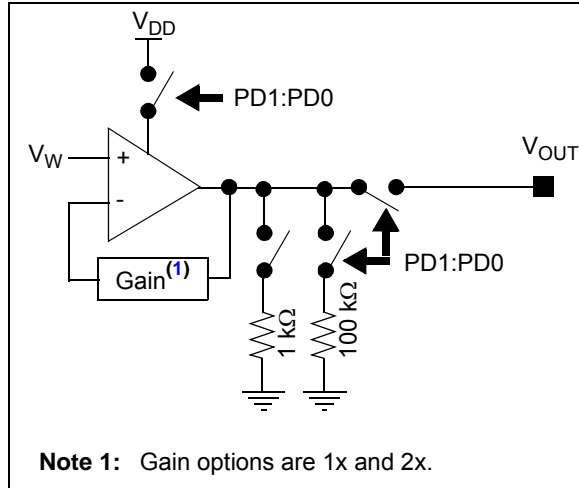 V_DD
PD1:PD0
V_W
+
-
V_OUT
Gain(1)
PD1:PD0
1 kΩ
100 kΩ
Note 1: Gain options are 1x and 2x.